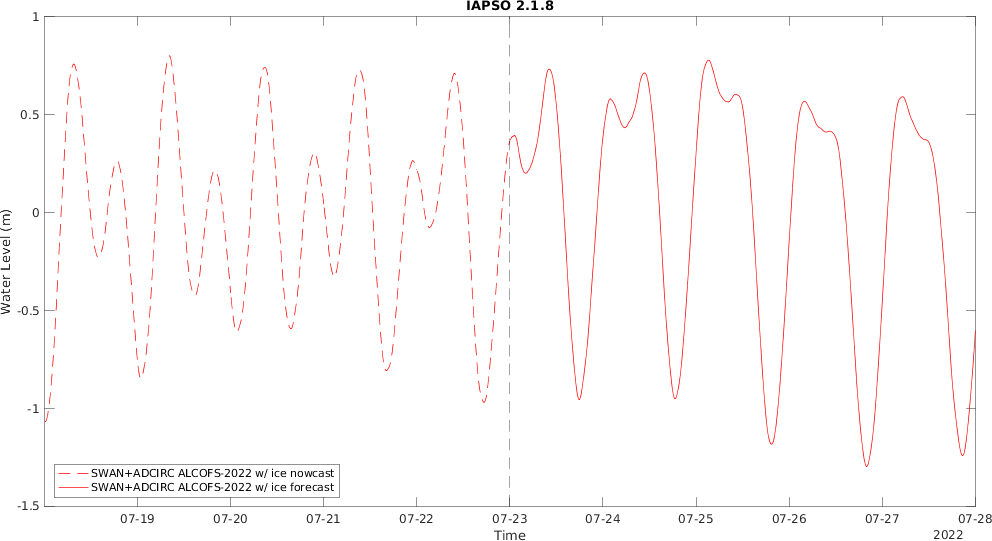 IAPSO 2.1.8
1
0.5
0
-0.5
-1
-1.5
Water Level (m)
SWAN+ADCIRC ALCOFS-2022 w/ ice nowcast
SWAN+ADCIRC ALCOFS-2022 w/ ice forecast
07-19 07-20 07-21 07-22 07-23 07-24 07-25 07-26 07-27 07-28
Time
2022